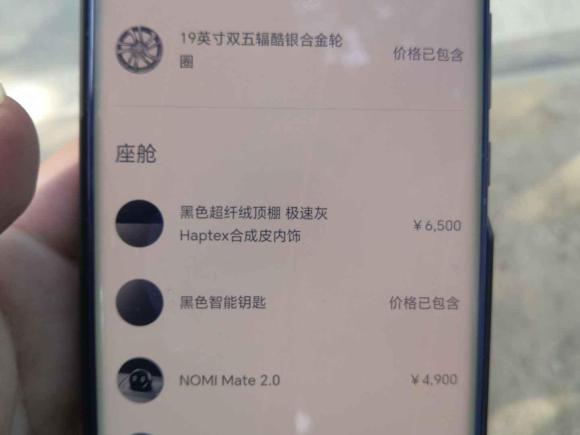 19英寸双五辐酷银合金轮
圈
价格已包含
座舱
黑色超纤绒顶棚 极速灰
Haptex合成皮内饰
￥6,500
黑色智能钥匙
价格已包含
NOMI Mate 2.0
￥4,900